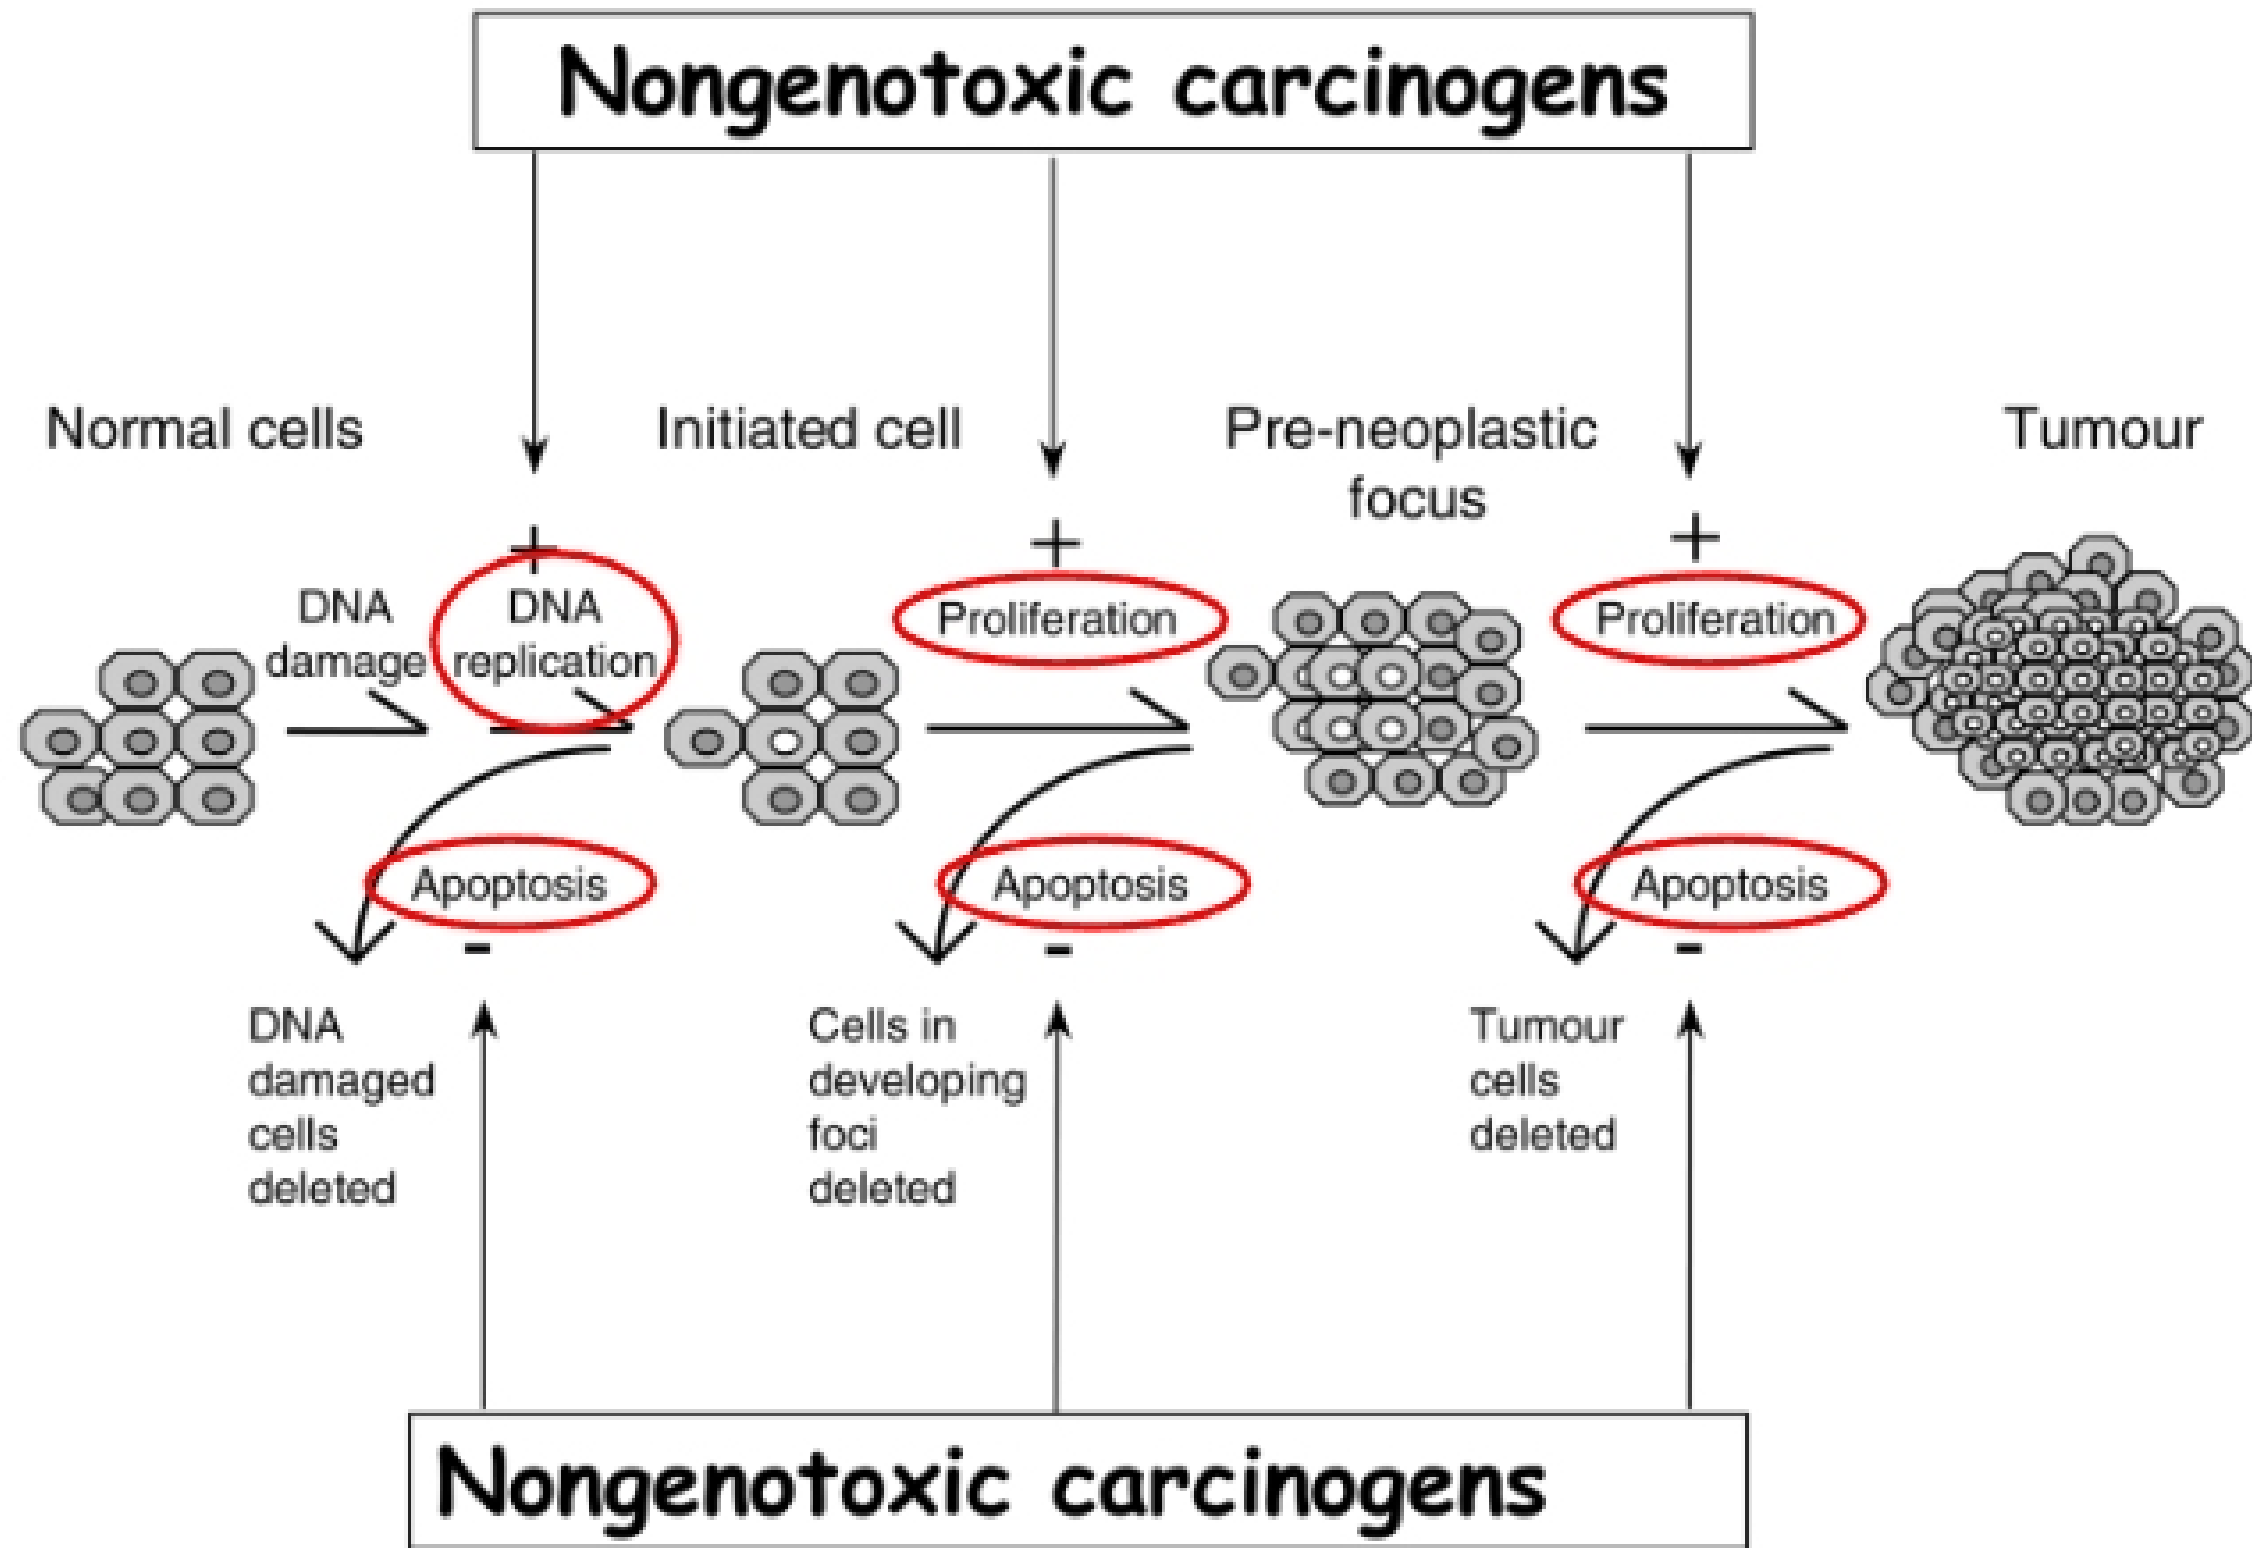 Nongenotoxic carcinogens
Normal cells
Initiated cell
Pre-neoplastic
focus
Tumour
+
+
+
DNA
damage
DNA
replication
Proliferation
Proliferation
Apoptosis
Apoptosis
Apoptosis
-
-
-
DNA
damaged
cells
deleted
Cells in
developing
foci
deleted
Tumour
cells
deleted
Nongenotoxic carcinogens